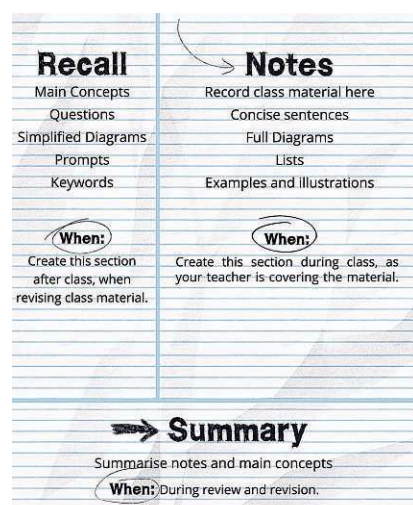 Recall
Main Concepts
Questions
Simplified Diagrams
Prompts
Keywords
When:
Create this section
after class, when
revising class material.
Notes
Record class material here
Concise sentences
Full Diagrams
Lists
Examples and illustrations
When:
Create this section during class, as
your teacher is covering the material.
Summary
Summarise notes and main concepts
When: During review and revision.